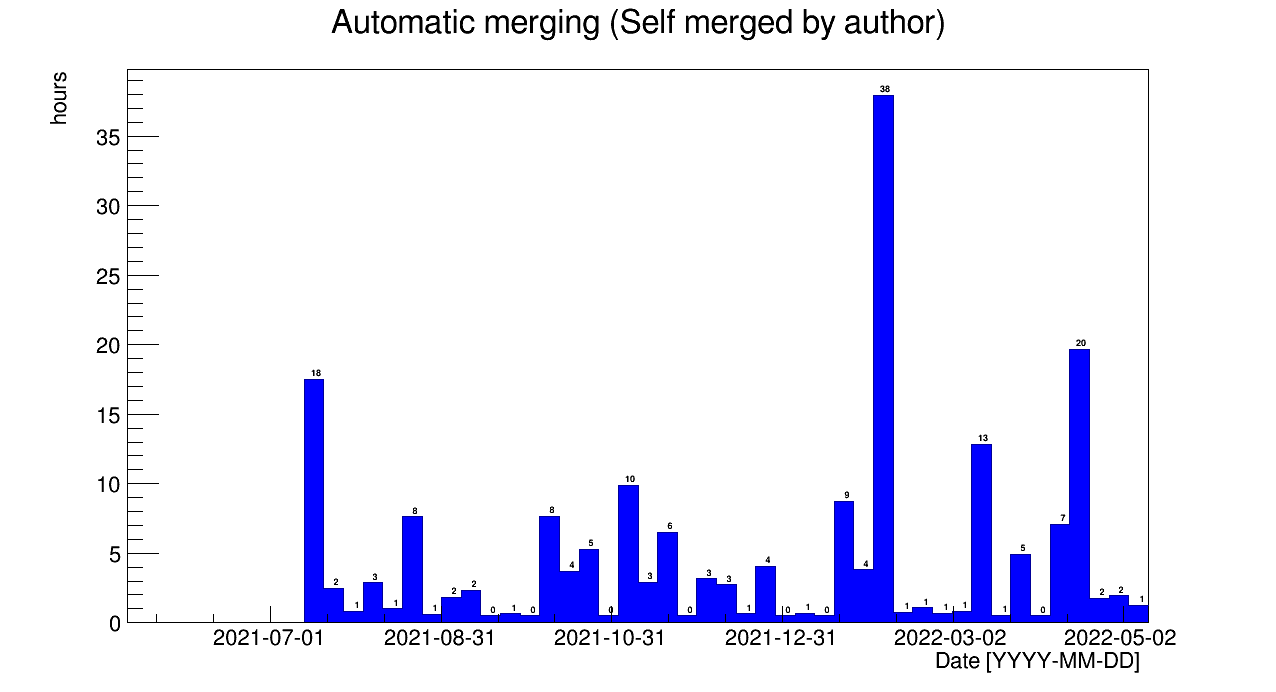 Automatic merging (Self merged by author)
hours
35
30
25
20
15
10
5
0
18 2 1 3 1 8 1 2 2 0 1 0 8 4 5 0 10 3 6 0 3 3 1 4 0 1 0 9 4 38 1 1 1 1 13 1 5 0 7 20 2 2 1
2021-07-01 2021-08-31 2021-10-31 2021-12-31 2022-03-02 2022-05-02
Date [YYYY-MM-DD]